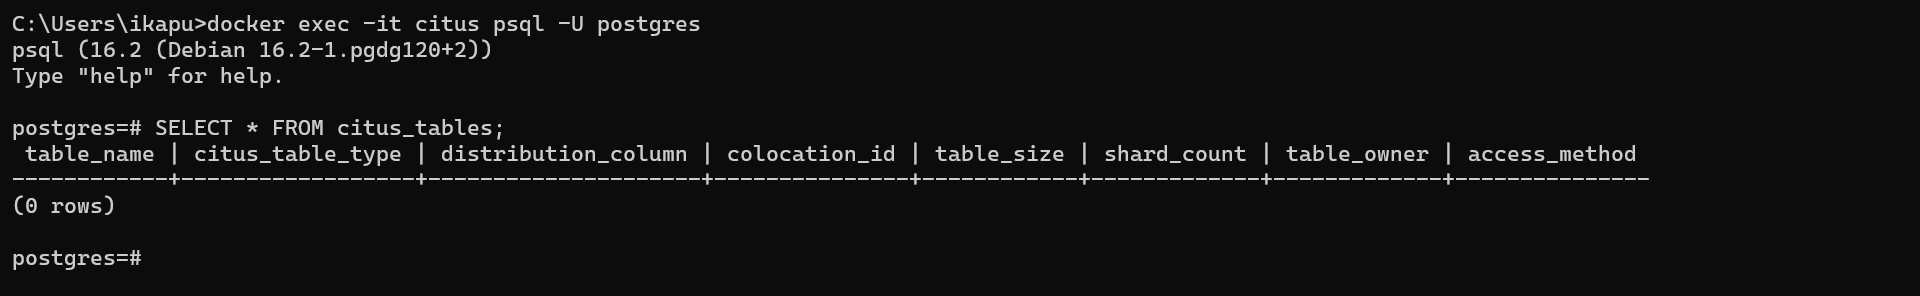 C:\Users\ikapu>docker exec -it citus psql -U postgres
psql (16.2 (Debian 16.2-1.pgdg120+2))
Type "help" for help.

postgres=# SELECT * FROM citus_tables;
 table_name | citus_table_type | distribution_column | colocation_id | table_size | shard_count | table_owner | access_method
------------+------------------+---------------------+---------------+------------+-------------+-------------+---------------
(0 rows)

postgres=#